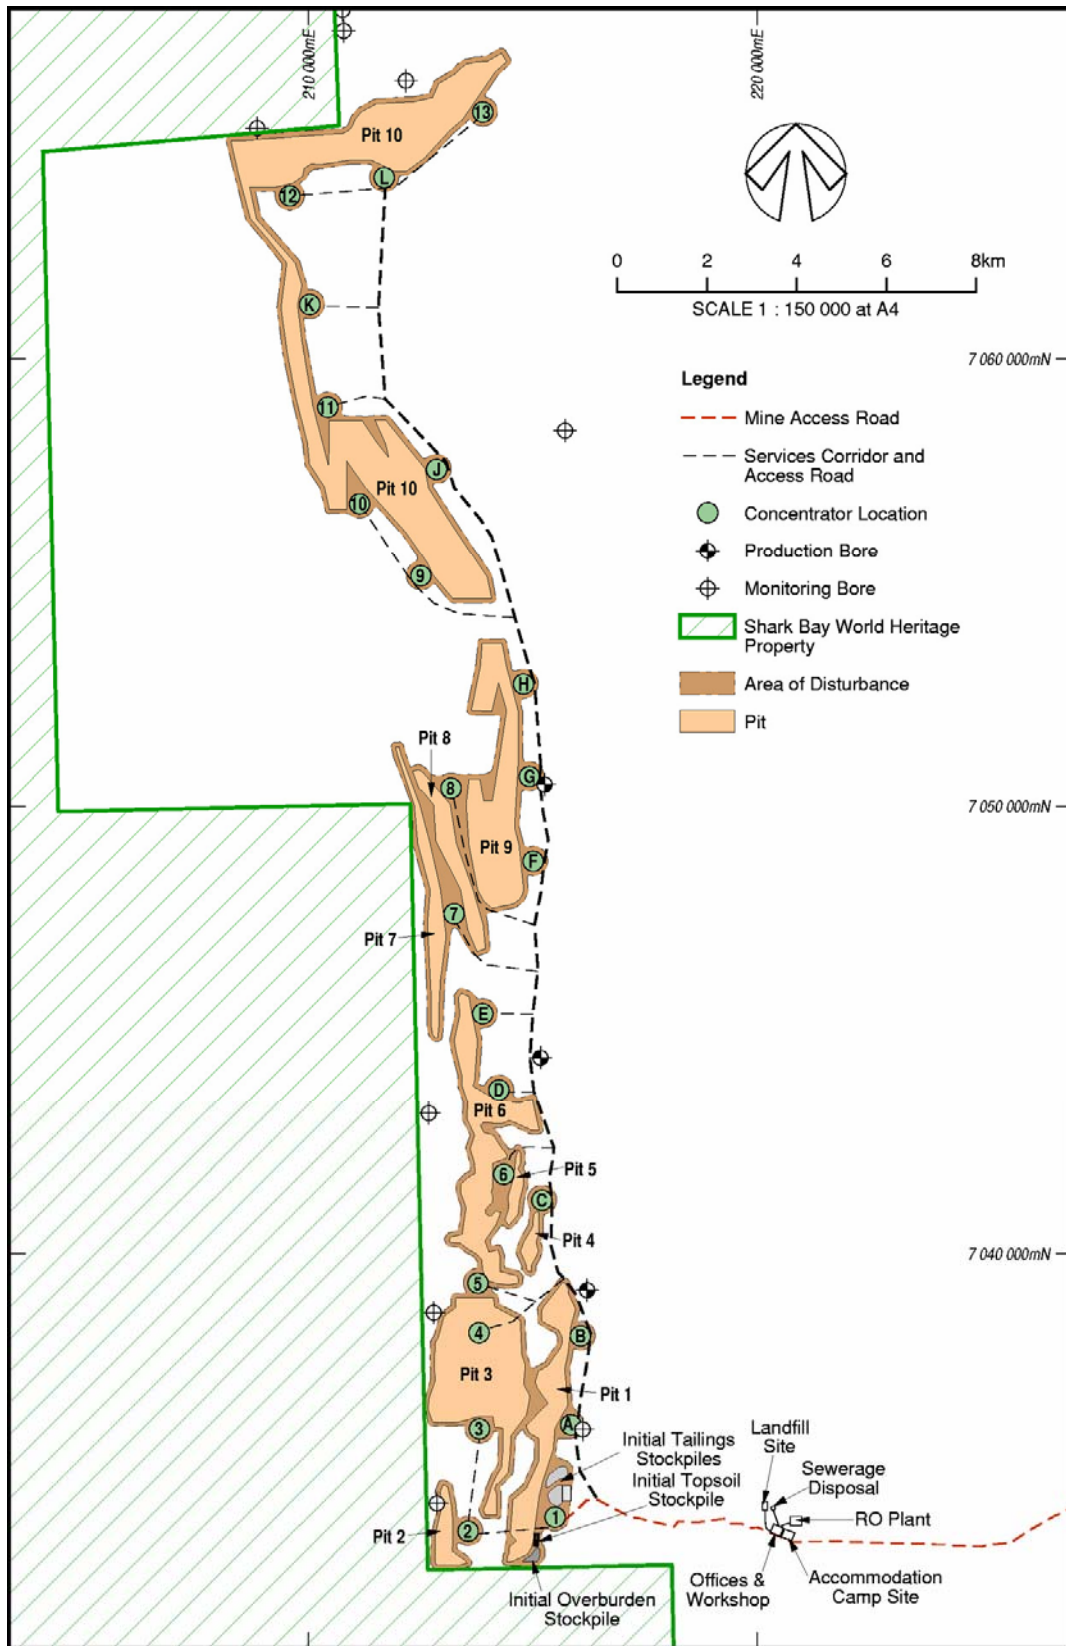 210 000mE
220 000mE
13
Pit 10
L
12
K
0 2 4 6 8km
SCALE 1 : 150 000 at A4
7 060 000mN
Legend
Mine Access Road
Services Corridor and
Access Road
Concentrator Location
Production Bore
Monitoring Bore
Shark Bay World Heritage
Property
Area of Disturbance
Pit
11
J
Pit 10
10
9
H
Pit 8
G
8
7 050 000mN
Pit 9
F
7
Pit 7
E
D
Pit 6
6
Pit 5
C
Pit 4
7 040 000mN
5
4
B
Pit 3
Pit 1
3
A
Initial Tailings
Stockpiles
Initial Topsoil
Stockpile
Landfill
Site
Sewerage
Disposal
RO Plant
1
2
Pit 2
Offices &
Workshop
Accommodation
Camp Site
Initial Overburden
Stockpile